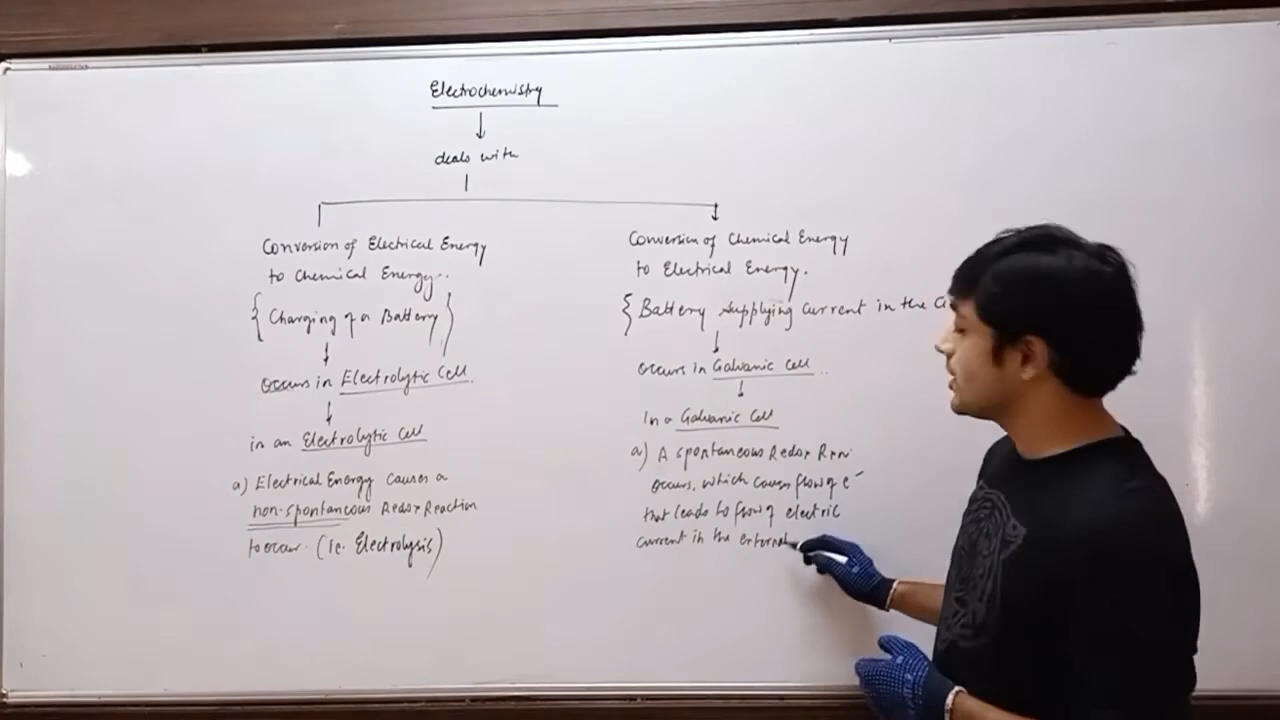 Electrochemistry
deals with
Conversion of Electrical Energy
to Chemical Energy.
{Charging of a Battery}
Occurs in Electrolytic Cell.
in an Electrolytic Cell
a) Electrical Energy Causes a
non-spontaneous Redox Reaction
to occur. (ie. Electrolysis)
Conversion of Chemical Energy
to Electrical Energy.
{Battery supplying current in the
Occurs in Galvanic Cell..
In a Galvanic Cell
a) A spontaneous Redox Rxn.
occurs, which causes flow of e⁻
that leads to flow of electric
current in the external